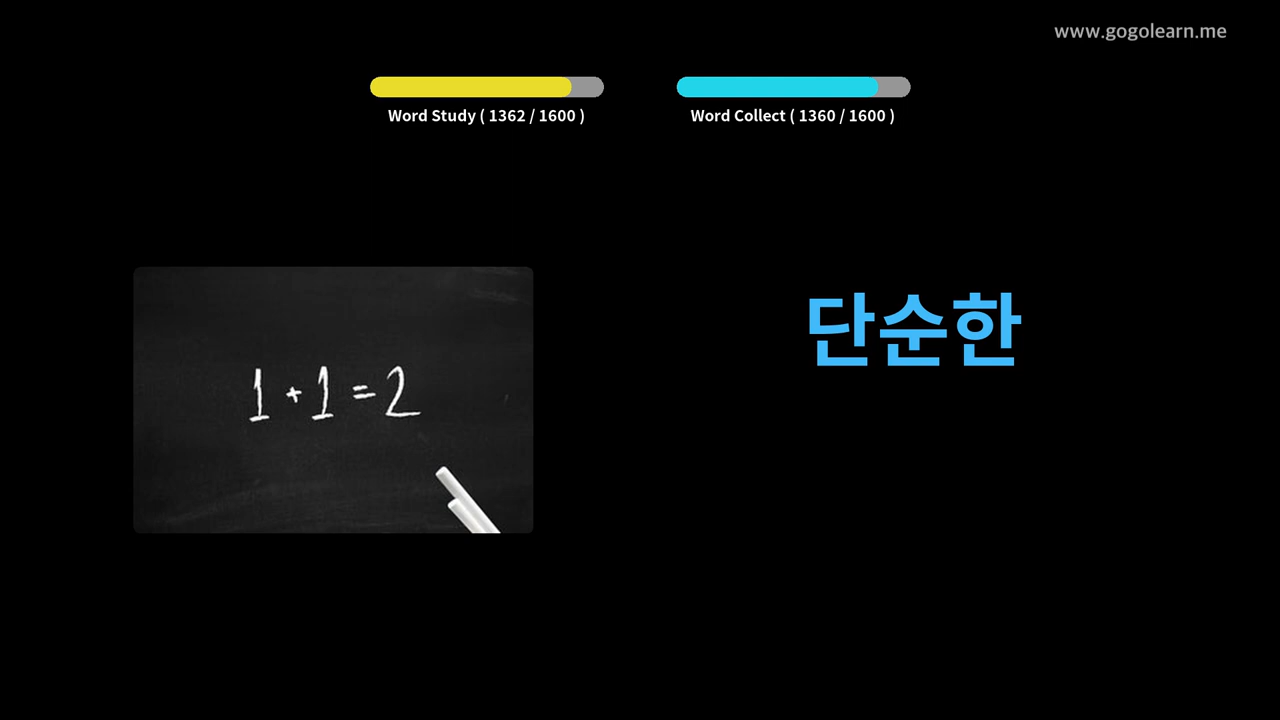 www.gogolearn.me
Word Study ( 1362 / 1600 )
Word Collect ( 1360 / 1600 )
1 + 1 = 2
단순한